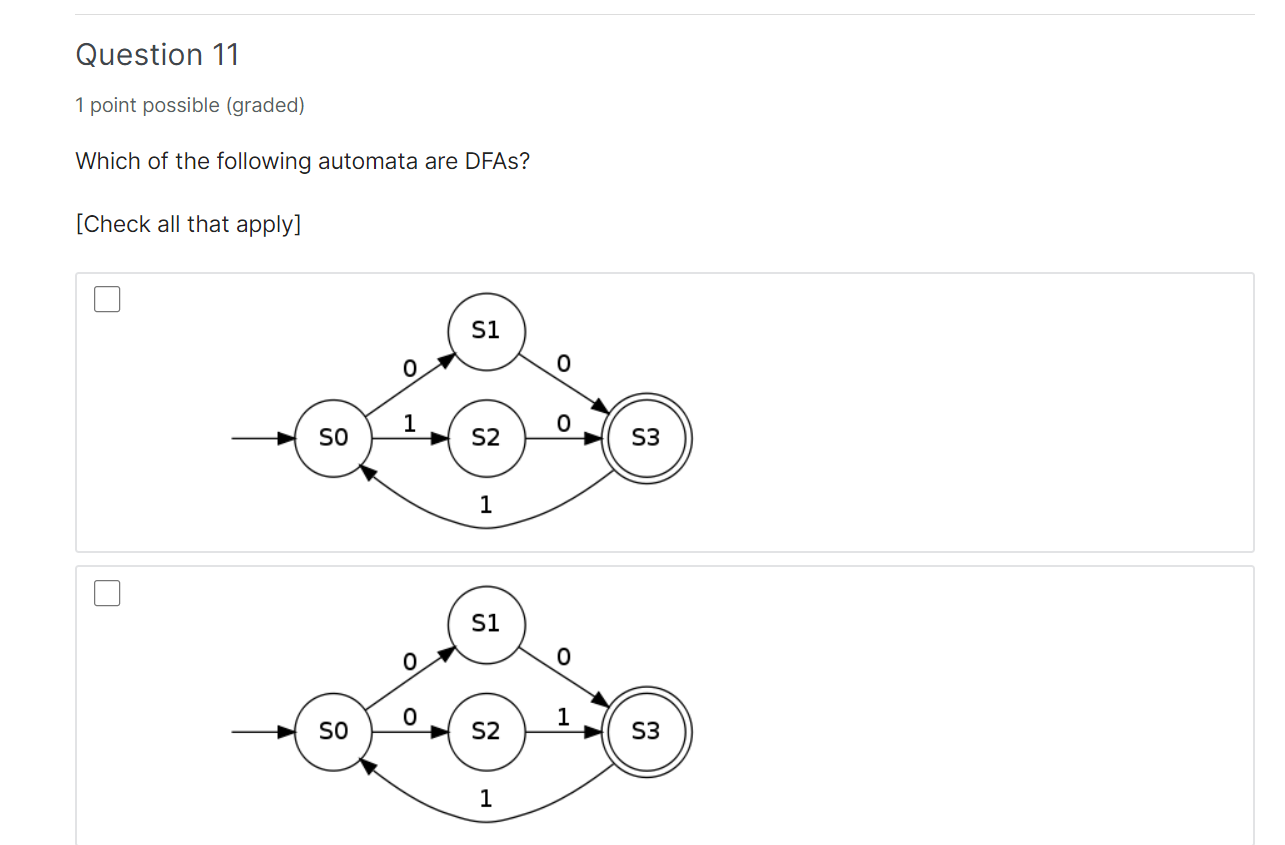 Question 11
1 point possible (graded)
Which of the following automata are DFAs?
[Check all that apply]
S1
0
0
S0
1
S2
0
S3
1
S1
0
0
S0
0
S2
1
S3
1